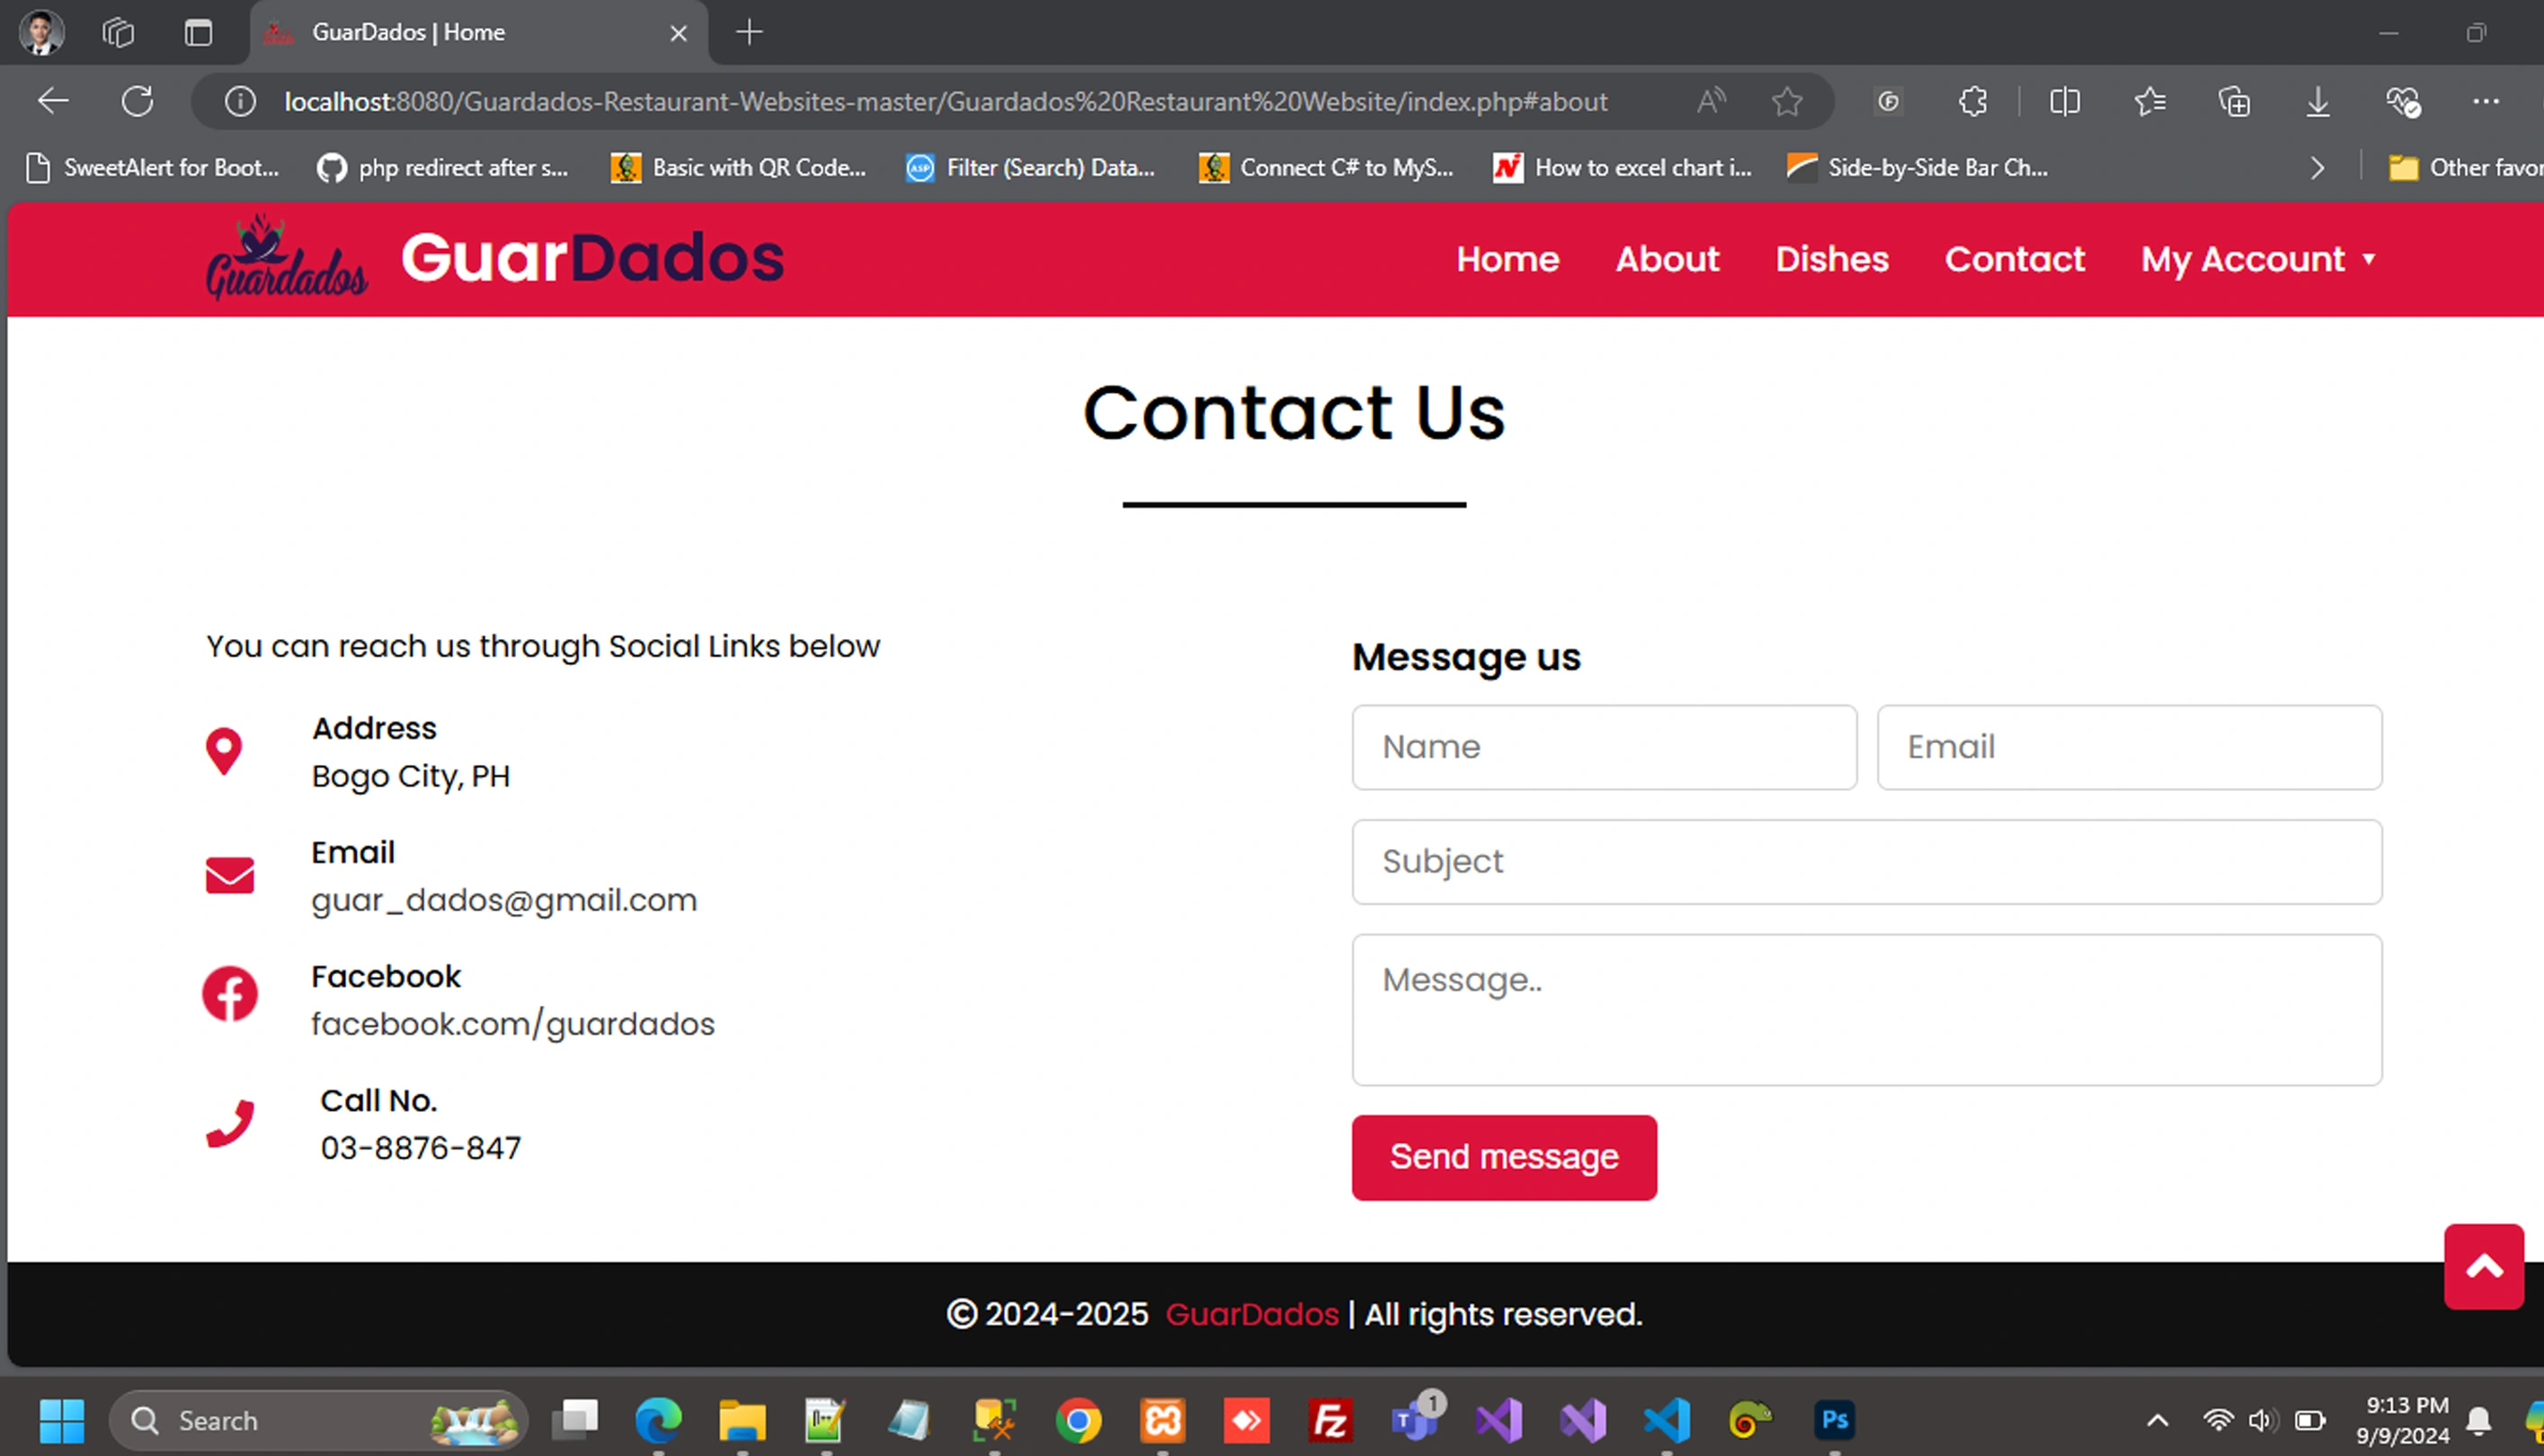 GuarDados | Home
localhost:8080/Guardados-Restaurant-Websites-master/Guardados%20Restaurant%20Website/index.php#about
SweetAlert for Boot... php redirect after s... Basic with QR Code... Filter (Search) Data... Connect C# to MyS... How to excel chart i... Side-by-Side Bar Ch... Other favor
Guardados GuarDados Home About Dishes Contact My Account
Contact Us
You can reach us through Social Links below
Address
Bogo City, PH
Email
guar_dados@gmail.com
Facebook
facebook.com/guardados
Call No.
03-8876-847
Message us
Name Email
Subject
Message..
Send message
© 2024-2025 GuarDados | All rights reserved.
Search
1
Ps
9:13 PM
9/9/2024